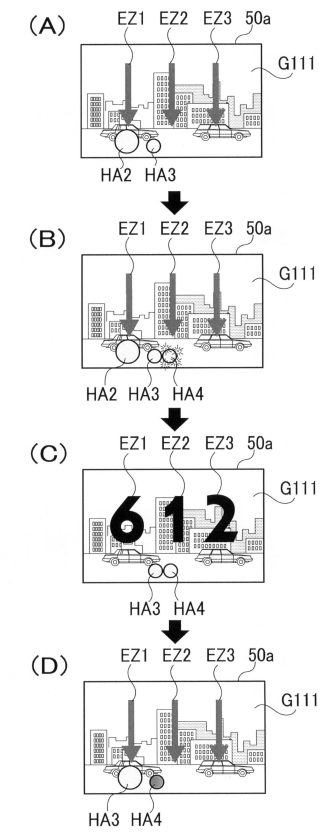 (A)
EZ1 EZ2 EZ3 50a
G111
HA2 HA3
(B)
EZ1 EZ2 EZ3 50a
G111
HA2 HA3 HA4
(C)
EZ1 EZ2 EZ3 50a
G111
6 1 2
HA3 HA4
(D)
EZ1 EZ2 EZ3 50a
G111
HA3 HA4